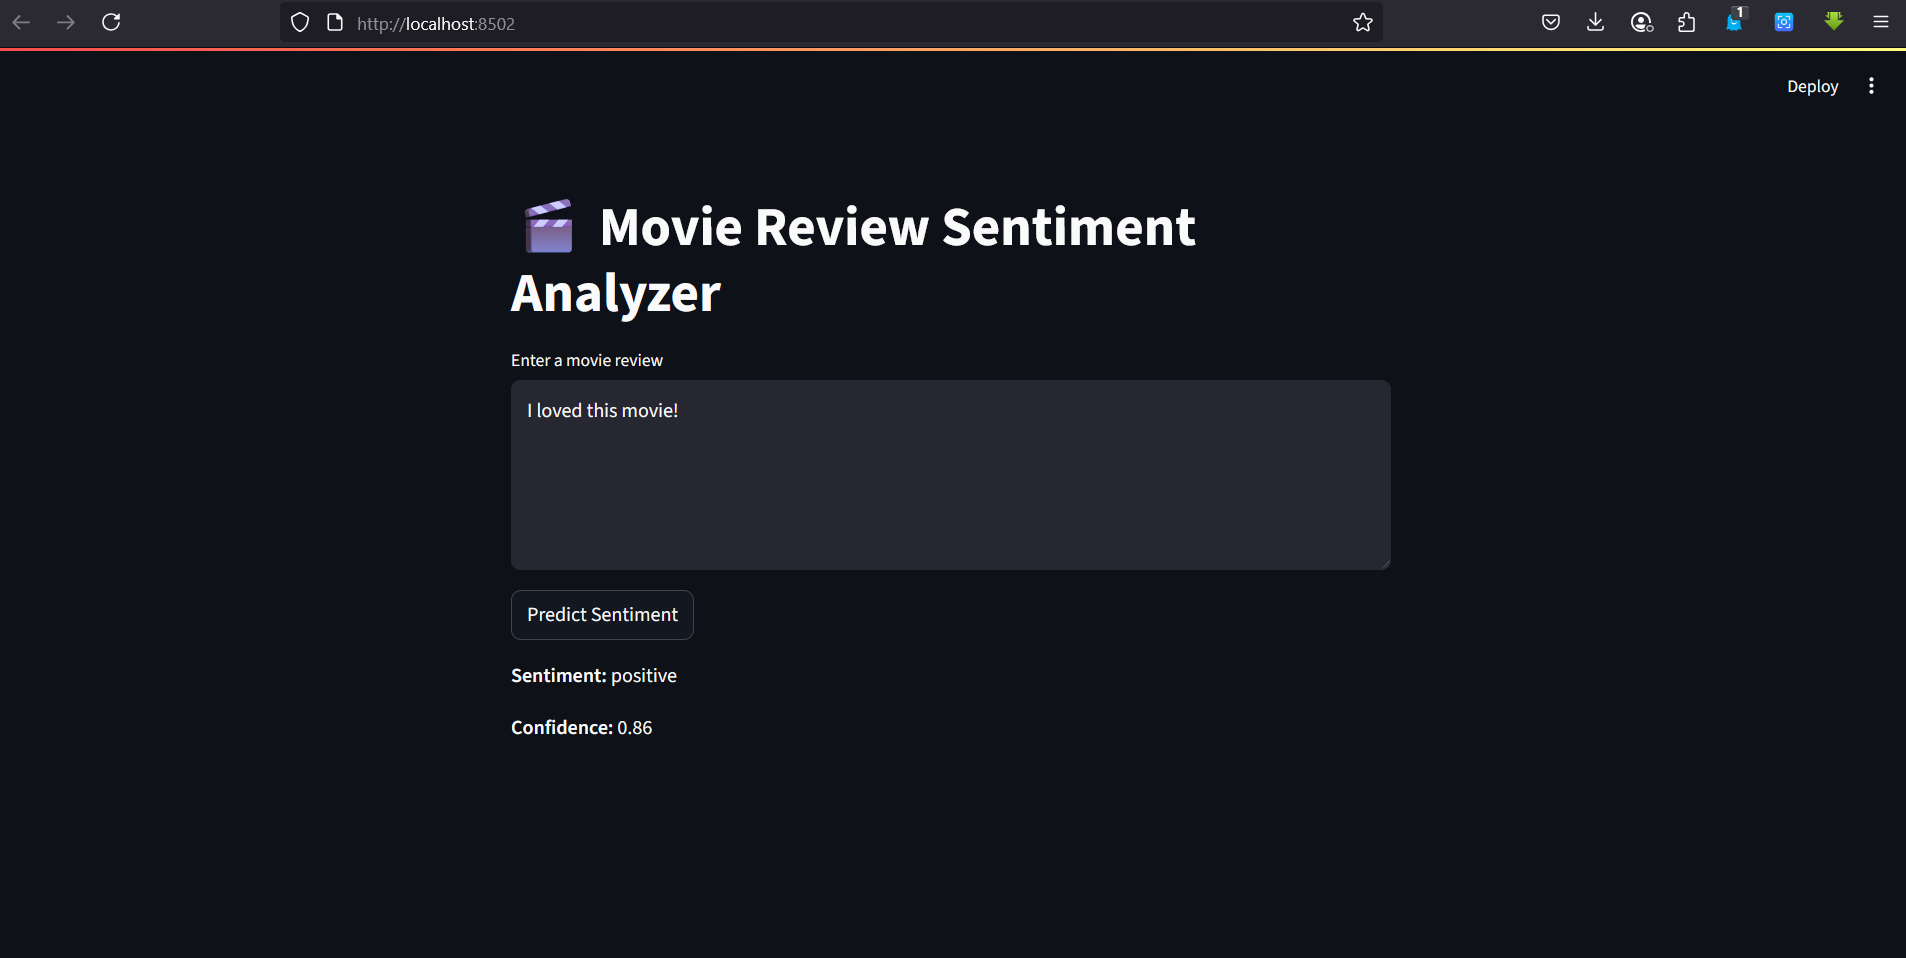 http://localhost:8502
1
Deploy
Movie Review Sentiment
Analyzer
Enter a movie review
I loved this movie!
Predict Sentiment
Sentiment: positive
Confidence: 0.86